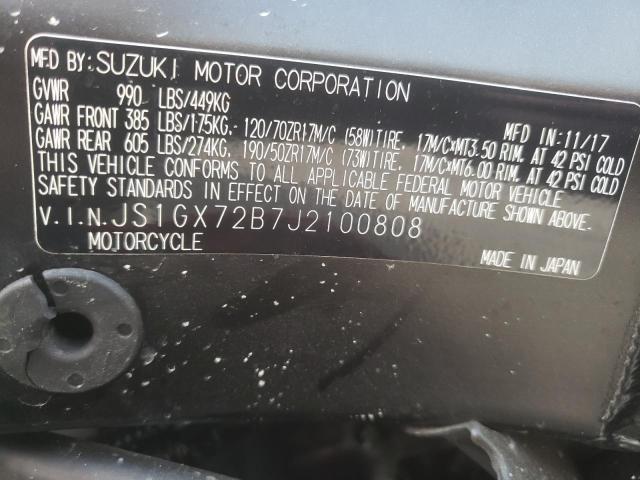 MFD BY: SUZUKI MOTOR CORPORATION
MFD IN: 11/17
GVWR 990 LBS/449KG
GAWR FRONT 385 LBS/175KG, 120/70ZR17M/C (58W)TIRE, 17M/C×MT3.50 RIM, AT 42 PSI COLD
GAWR REAR 605 LBS/274KG, 190/50ZR17M/C (73W)TIRE, 17M/C×MT6.00 RIM, AT 42 PSI COLD
THIS VEHICLE CONFORMS TO ALL APPLICABLE FEDERAL MOTOR VEHICLE
SAFETY STANDARDS IN EFFECT ON THE DATE OF MANUFACTURE SHOWN ABOVE.
V.I.N. JS1GX72B7J2100808
MOTORCYCLE
MADE IN JAPAN